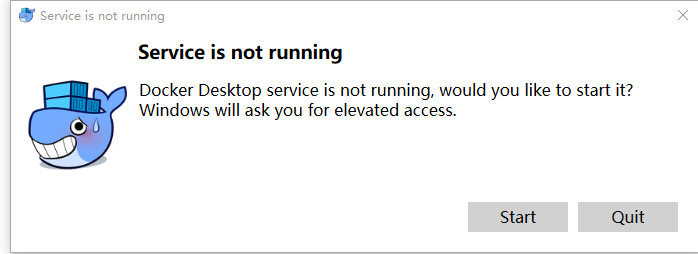 Service is not running
Service is not running
Docker Desktop service is not running, would you like to start it?
Windows will ask you for elevated access.
Start Quit